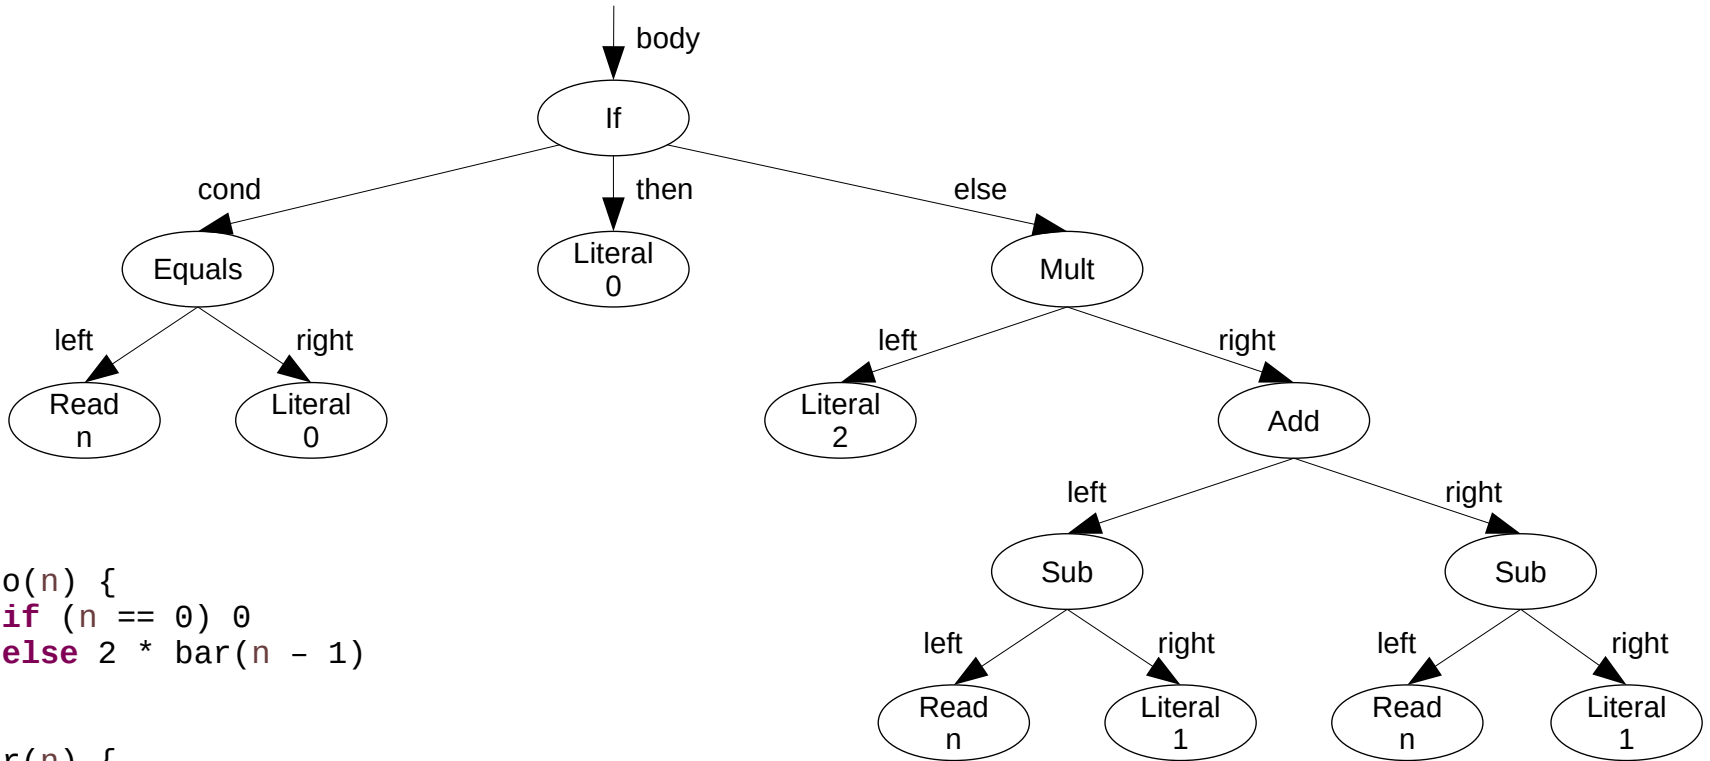 body
If
cond
then
else
Equals
Literal
0
Mult
left
right
left
right
Read
n
Literal
0
Literal
2
Add
left
right
Sub
Sub
o(n) {
if (n == 0) 0
else 2 * bar(n – 1)
left
right
left
right
Read
n
Literal
1
Read
n
Literal
1
r(n) {